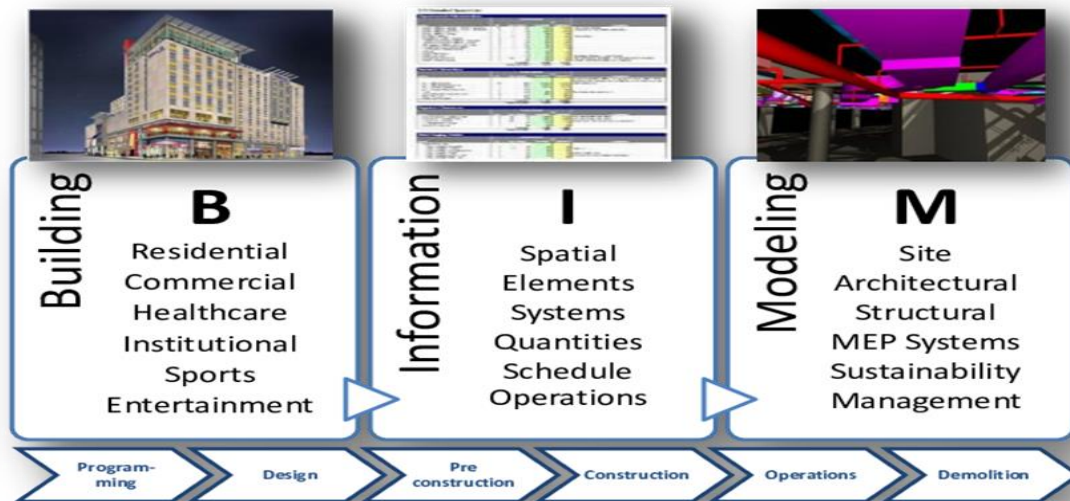 Building
B
Residential
Commercial
Healthcare
Institutional
Sports
Entertainment
Information
I
Spatial
Elements
Systems
Quantities
Schedule
Operations
Modeling
M
Site
Architectural
Structural
MEP Systems
Sustainability
Management
Program-
ming
Design
Pre
construction
Construction
Operations
Demolition